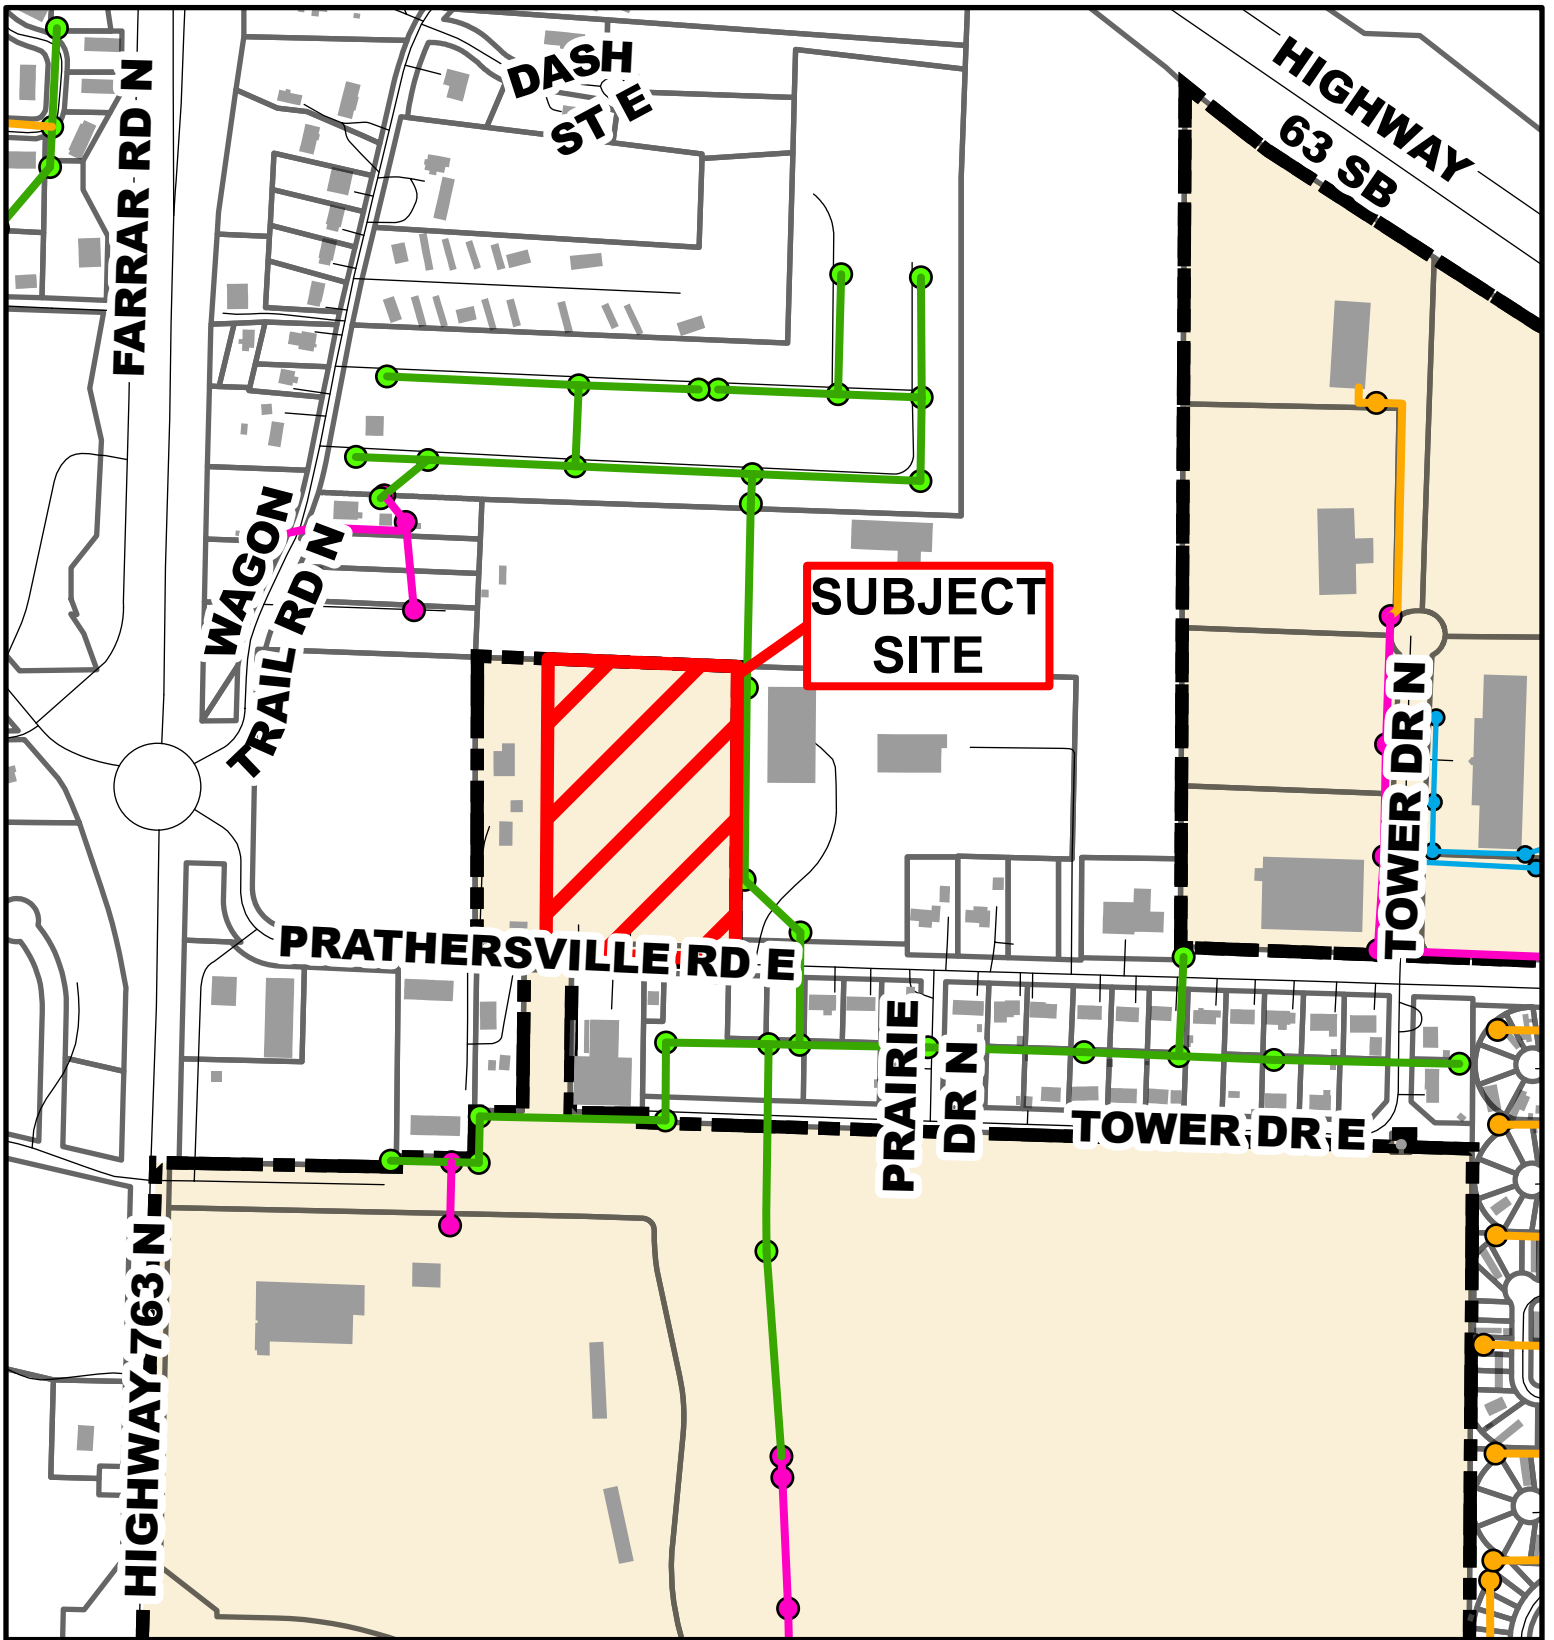 HIGHWAY
63 SB
DASH
ST E
FARRAR RD N
WAGON
TRAIL RD N
SUBJECT
SITE
TOWER DR N
PRATHERSVILLE RD E
PRAIRIE
DR N
TOWER DR E
HIGHWAY 763 N